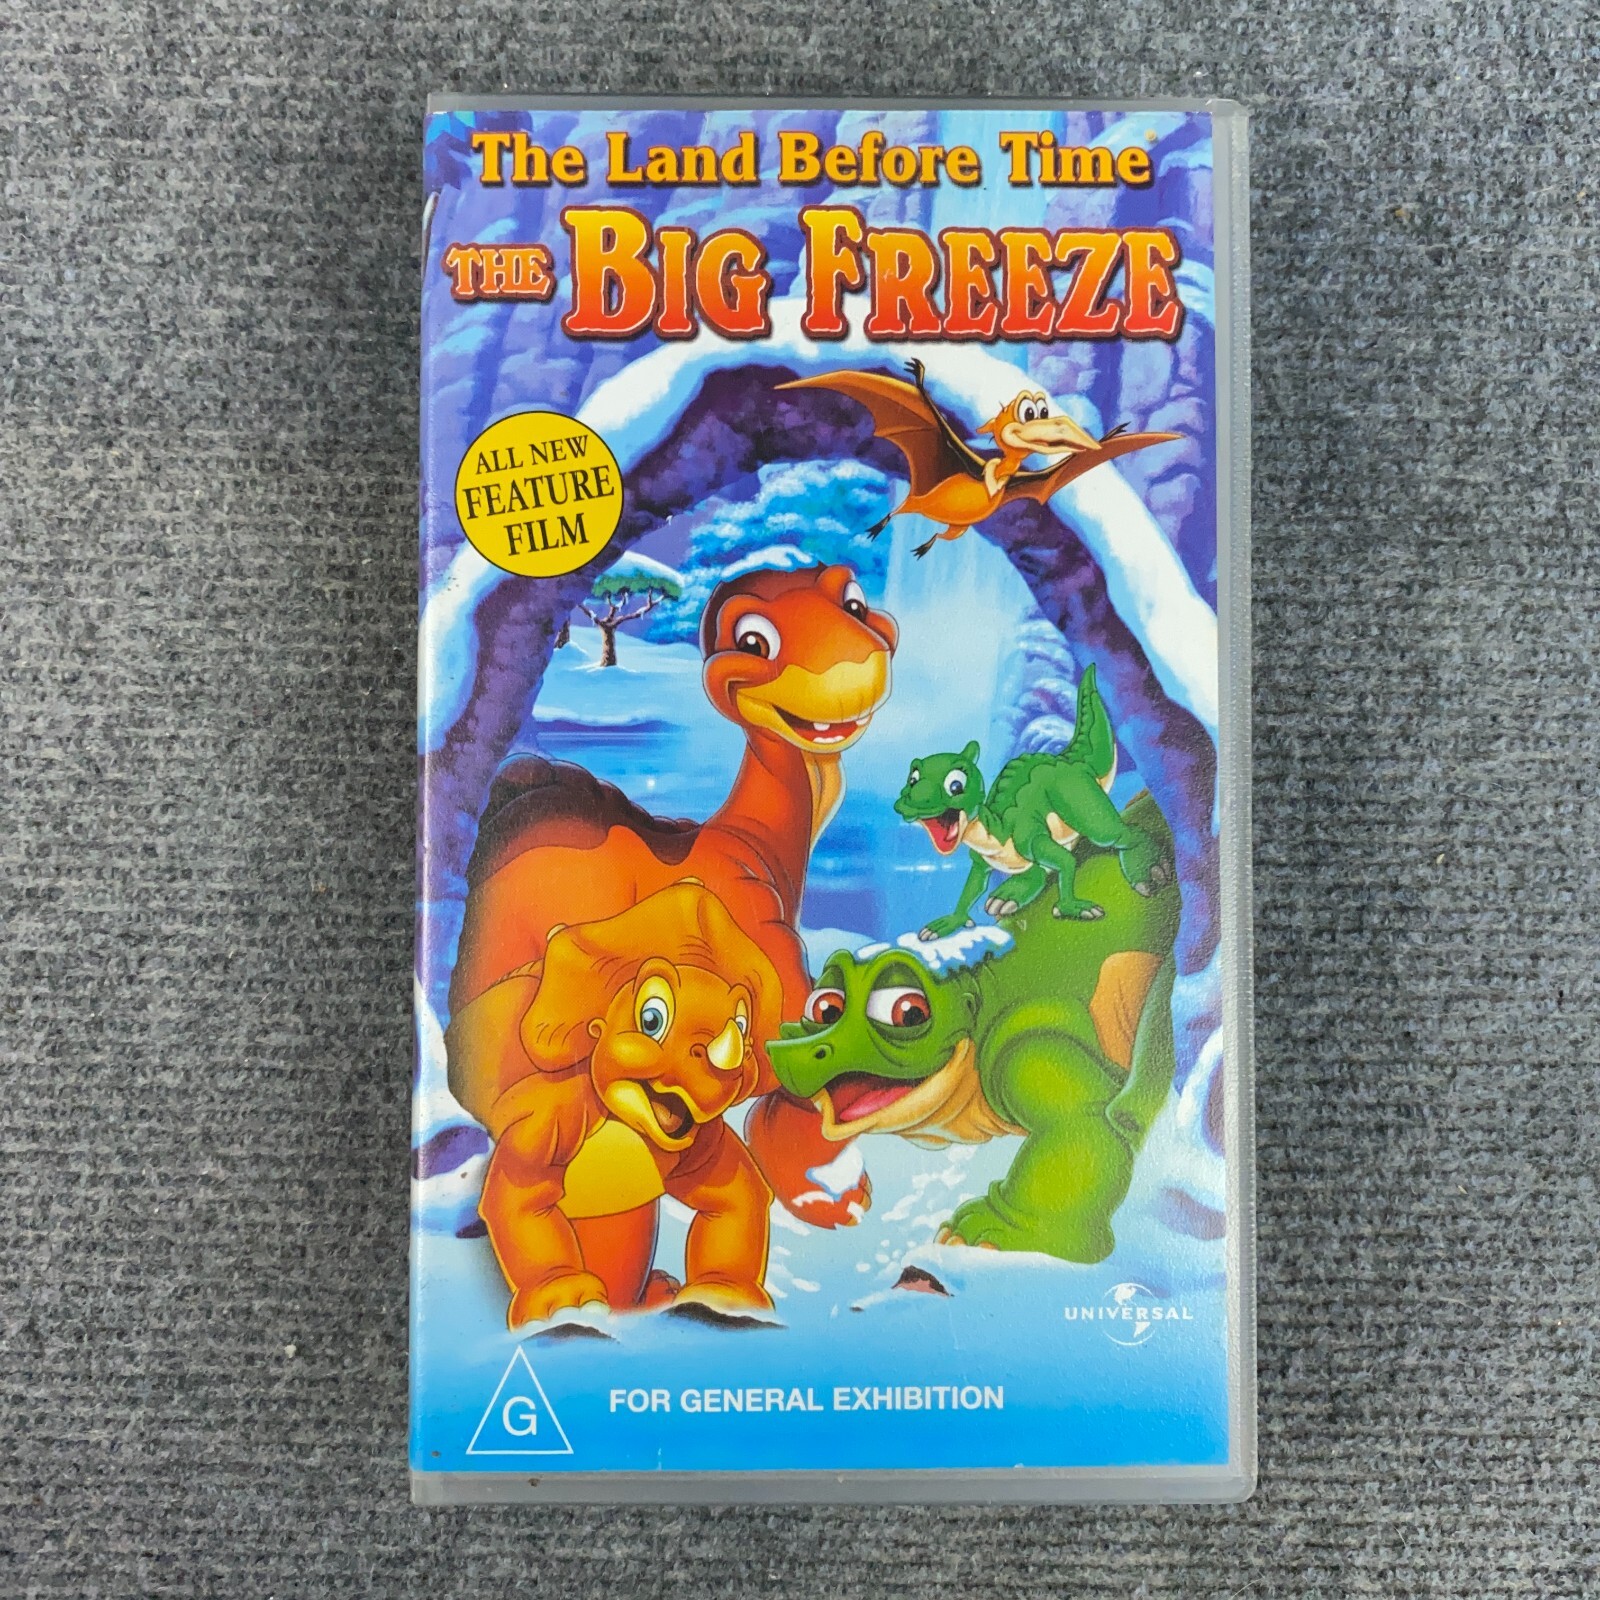 The Land Before Time
THE BIG FREEZE
ALL NEW
FEATURE
FILM
UNIVERSAL
G
FOR GENERAL EXHIBITION